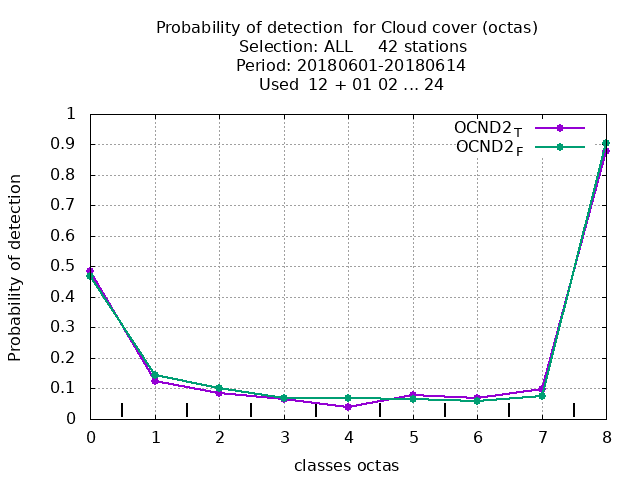 Probability of detection  for Cloud cover (octas)
Selection: ALL     42 stations
Period: 20180601-20180614
Used  12 + 01 02 ... 24
OCND2T
OCND2F
1
0.9
0.8
0.7
0.6
0.5
0.4
0.3
0.2
0.1
0
Probability of detection
0 1 2 3 4 5 6 7 8
classes octas